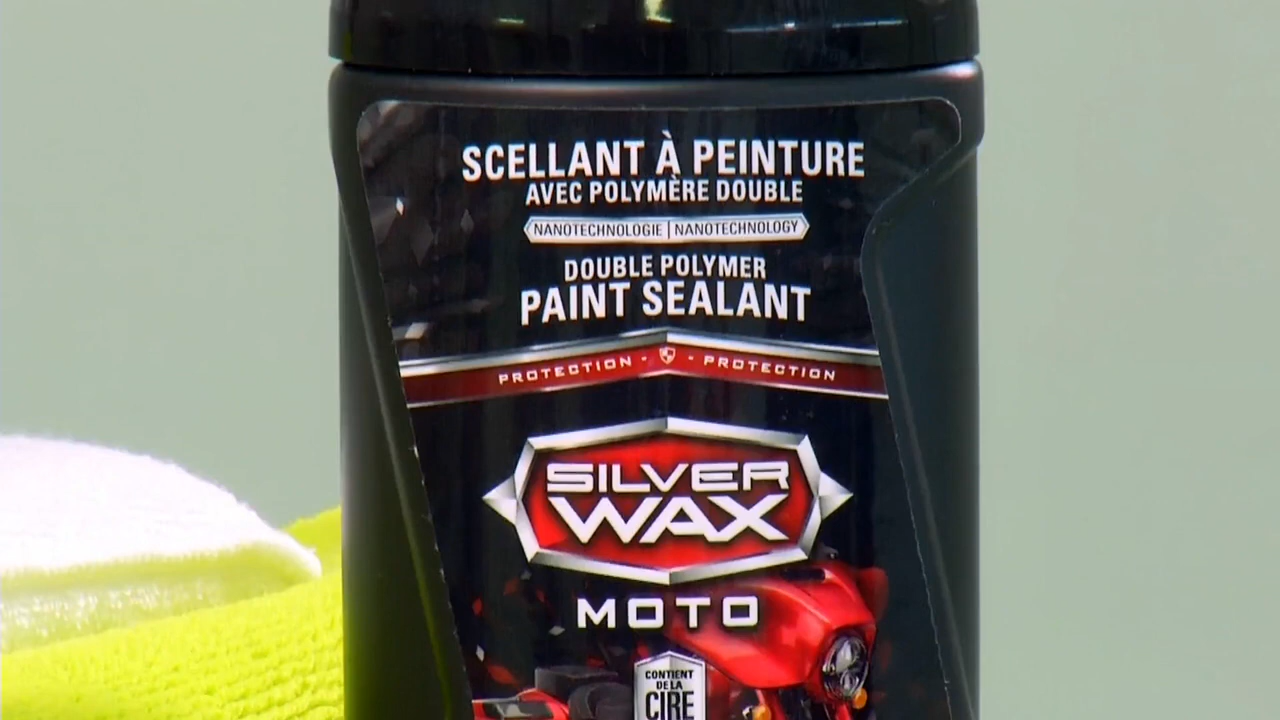 SCELLANT À PEINTURE
AVEC POLYMÈRE DOUBLE
NANOTECHNOLOGIE | NANOTECHNOLOGY
DOUBLE POLYMER
PAINT SEALANT
PROTECTION - - PROTECTION
SILVER
WAX
MOTO
CONTIENT
DE LA
CIRE